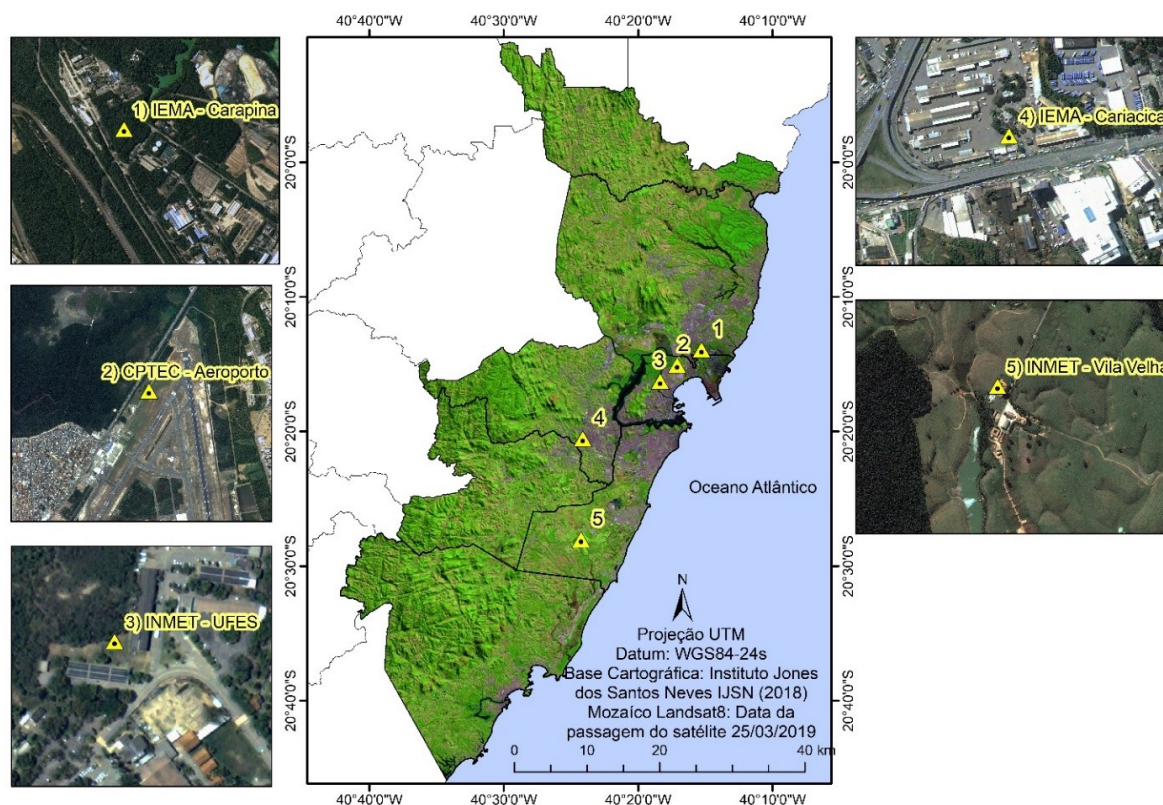 40°40'0"W 40°30'0"W 40°20'0"W 40°10'0"W
1) IEMA - Carapina
4) IEMA - Cariacica
20°0'0"S
20°0'0"S
20°10'0"S
20°10'0"S
1
2
3
2) CPTEC - Aeroporto
5) INMET - Vila Velha
4
20°20'0"S
20°20'0"S
Oceano Atlântico
5
20°30'0"S
20°30'0"S
3) INMET - UFES
N
Projeção UTM
Datum: WGS84-24s
Base Cartográfica: Instituto Jones
dos Santos Neves IJSN (2018)
Mozaíco Landsat8: Data da
passagem do satélite 25/03/2019
20°40'0"S
20°40'0"S
0 10 20 40 km
40°40'0"W 40°30'0"W 40°20'0"W 40°10'0"W